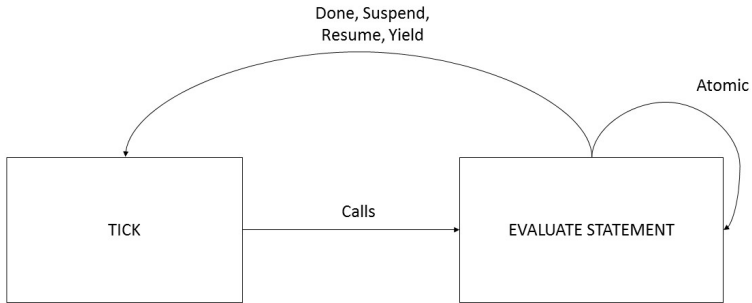 Done, Suspend,
Resume, Yield
Atomic
Calls
TICK
EVALUATE STATEMENT